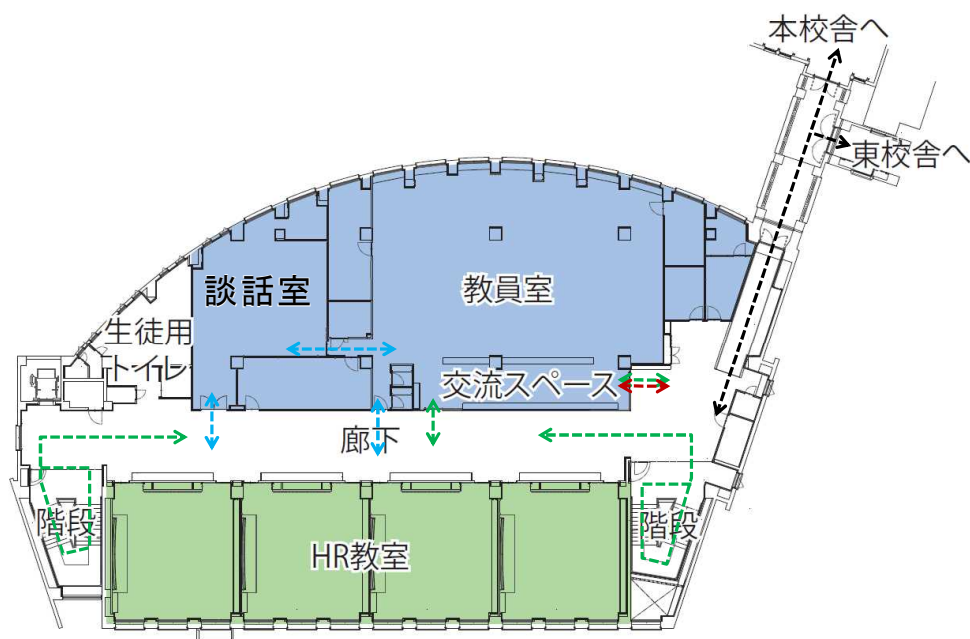 本校舎へ
東校舎へ
談話室
教員室
生徒用
トイレ
交流スペース
廊下
階段
階段
HR教室